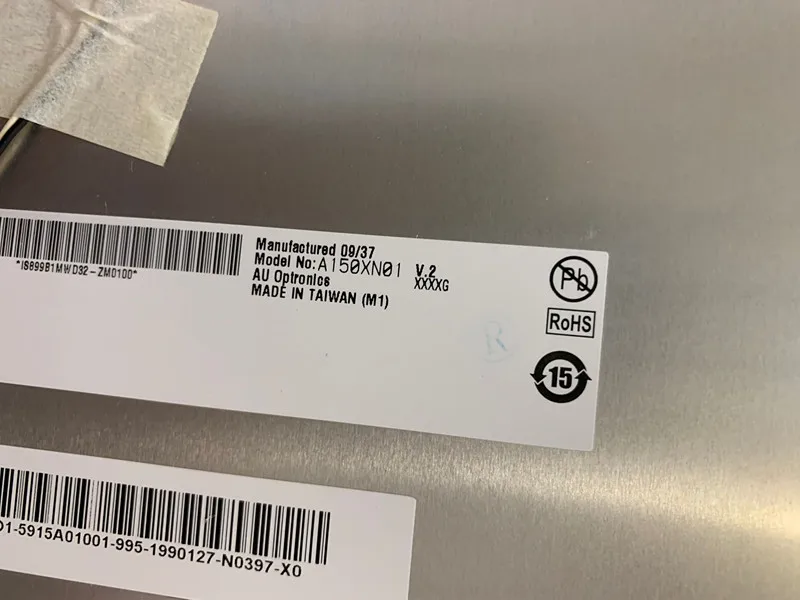 *IS899B1MWD32-ZM0100*
Manufactured 09/37
Model No:A150XN01 V.2
AU Optronics XXXXG
MADE IN TAIWAN (M1)
Pb
RoHS
R
15
01-5915A01001-995-1990127-N0397-X0